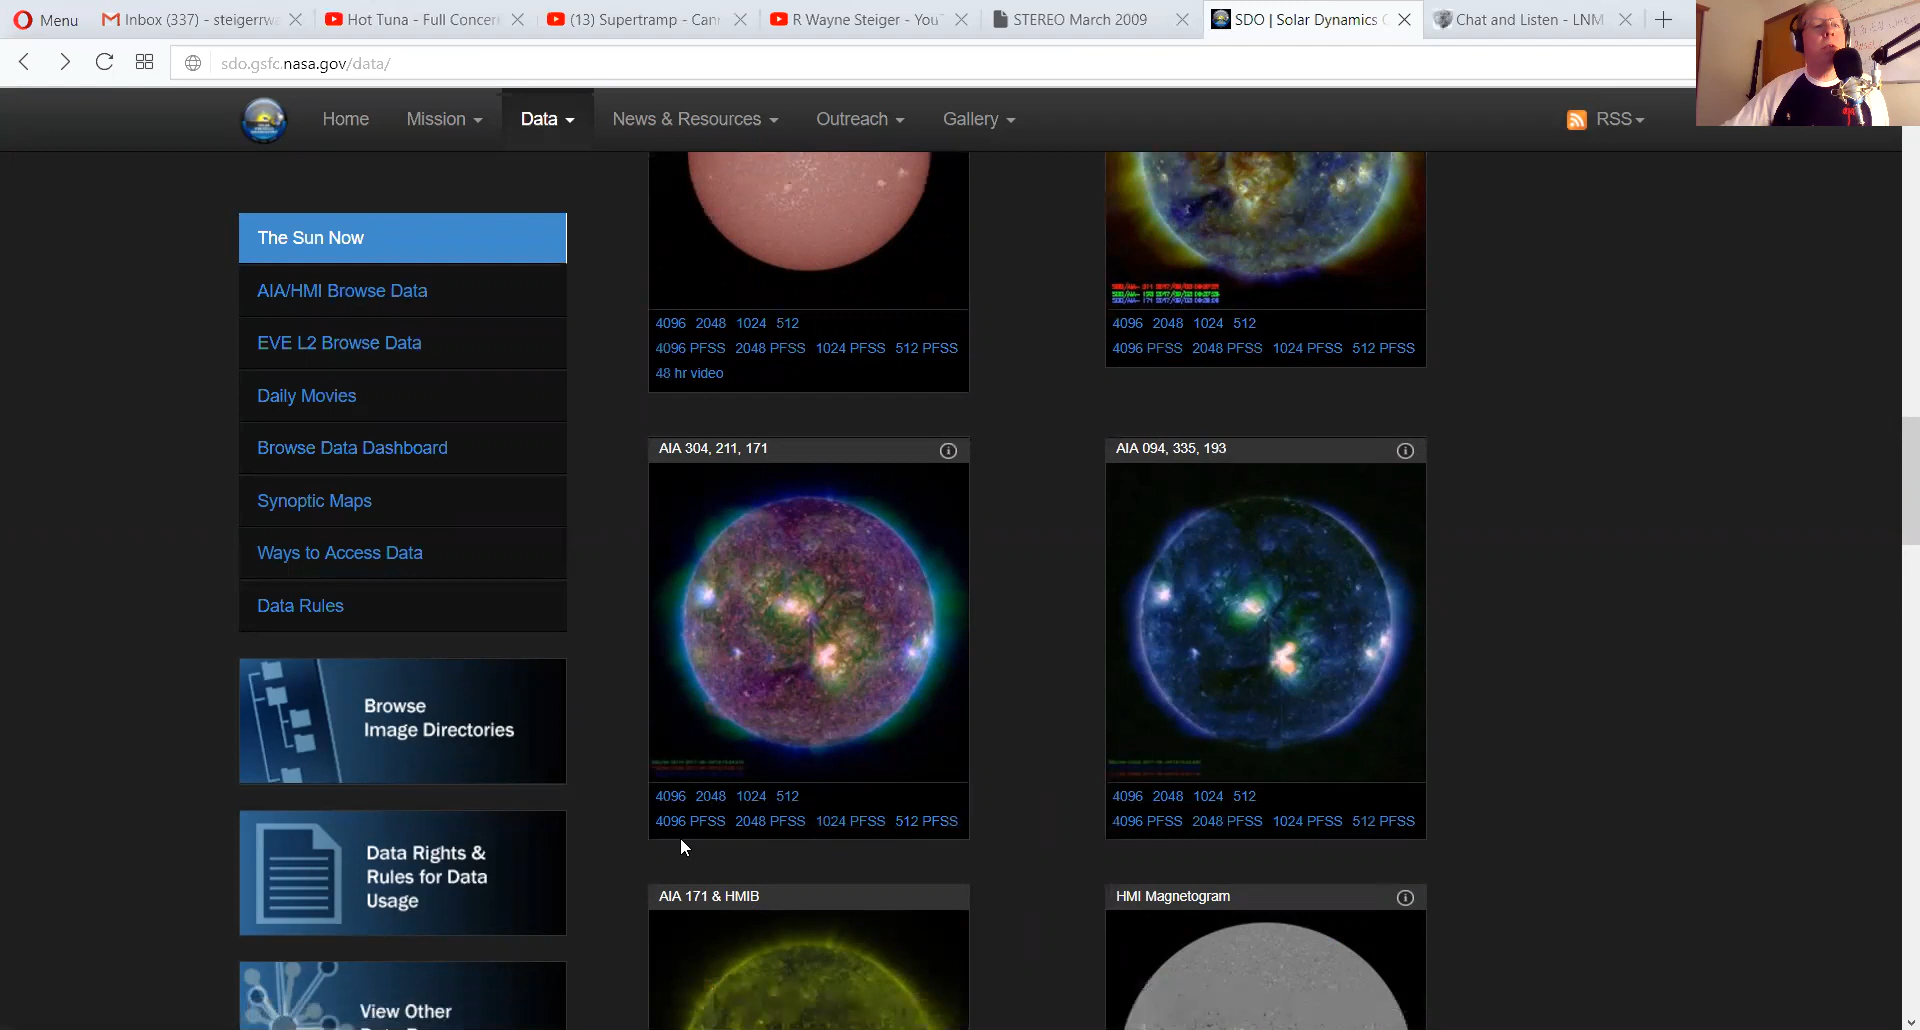 Menu
Inbox (337) - steigerrwa
Hot Tuna - Full Concer
(13) Supertramp - Can
R Wayne Steiger - You
STEREO March 2009
SDO | Solar Dynamics O
Chat and Listen - LNM
sdo.gsfc.nasa.gov/data/
Home
Mission
Data
News & Resources
Outreach
Gallery
RSS
The Sun Now
AIA/HMI Browse Data
EVE L2 Browse Data
Daily Movies
Browse Data Dashboard
Synoptic Maps
Ways to Access Data
Data Rules
Browse
Image Directories
Data Rights &
Rules for Data
Usage
View Other
4096 2048 1024 512
4096 PFSS 2048 PFSS 1024 PFSS 512 PFSS
48 hr video
4096 2048 1024 512
4096 PFSS 2048 PFSS 1024 PFSS 512 PFSS
AIA 304, 211, 171
4096 2048 1024 512
4096 PFSS 2048 PFSS 1024 PFSS 512 PFSS
AIA 094, 335, 193
4096 2048 1024 512
4096 PFSS 2048 PFSS 1024 PFSS 512 PFSS
AIA 171 & HMIB
HMI Magnetogram